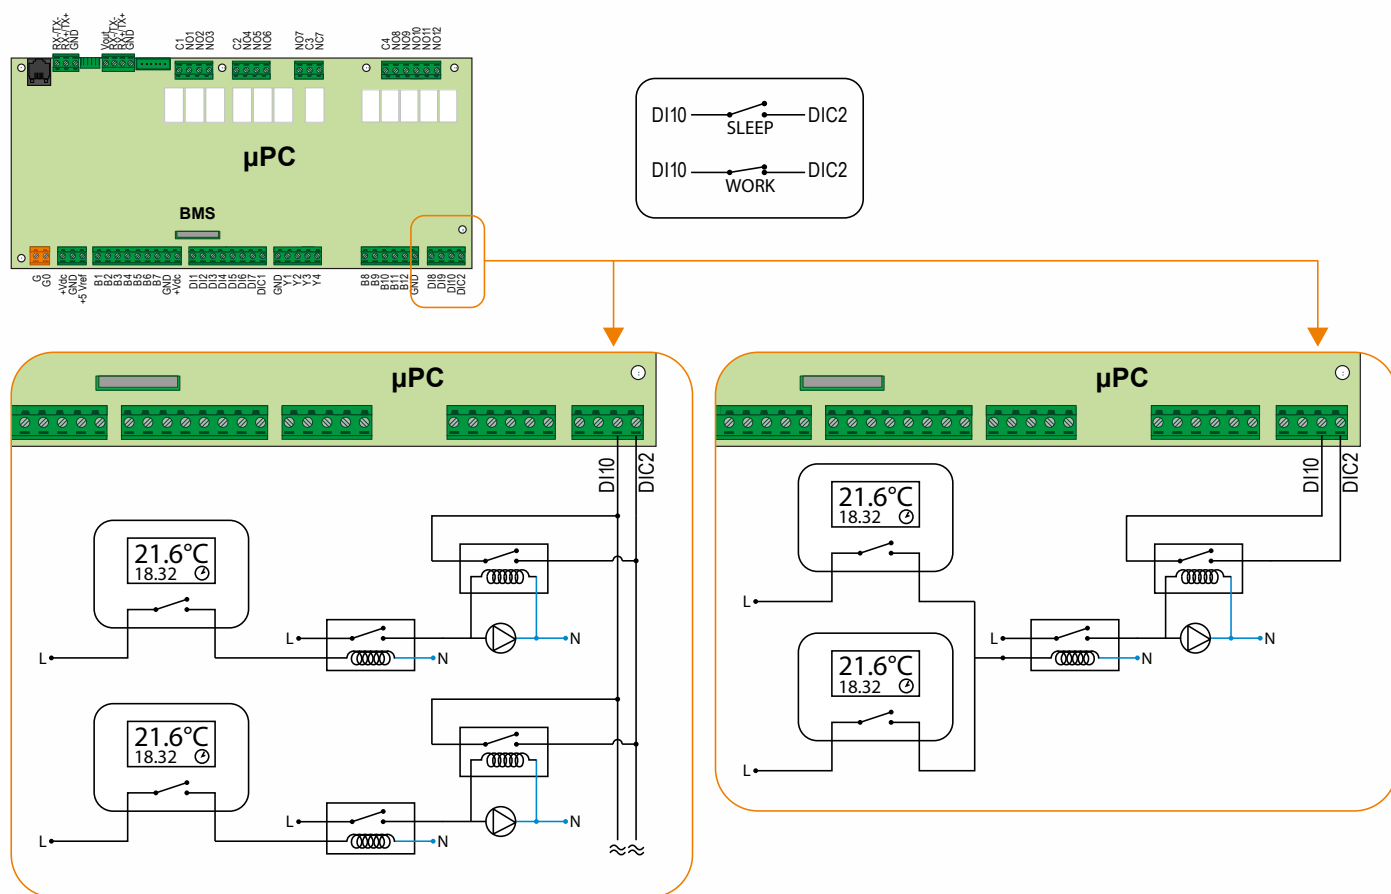 RX-/TX-
RX+/TX+
GND
Vout
RX-/TX-
RX+/TX+
GND
C1
NO1
NO2
NO3
C2
NO4
NO5
NO6
NO7
C3
NC7
C4
NO8
NO9
NO10
NO11
NO12
µPC
BMS
G
G0
+Vdc
GND
+5 Vref
B1
B2
B3
B4
B5
B6
B7
GND
+Vdc
DI1
DI2
DI3
DI4
DI5
DI6
DI7
DIC1
GND
Y1
Y2
Y3
Y4
B8
B9
B10
B11
B12
GND
DI8
DI9
DI10
DIC2
DI10 DIC2
SLEEP
DI10 DIC2
WORK
µPC
DI10
DIC2
21.6°C
18.32
L
L N
N
21.6°C
18.32
L
L N
N
µPC
DI10
DIC2
21.6°C
18.32
L
21.6°C
18.32
L
L N
N